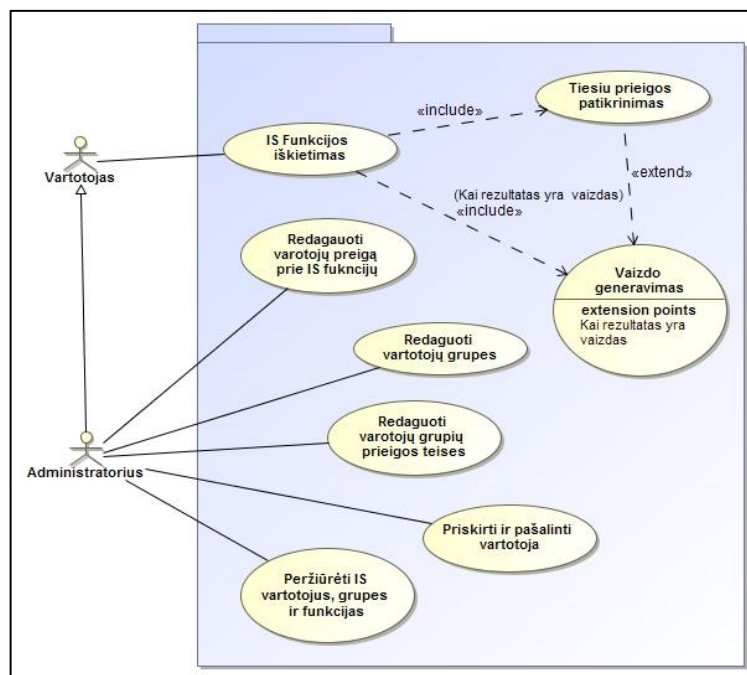 Tiesiu prieigos
patikrinimas
«include»
IS Funkcijos
iškietimas
Vartotojas
«extend»
(Kai rezultatas yra vaizdas)
«include»
Redagauoti
varotojų preigą
prie IS fukncijų
Vaizdo
generavimas
extension points
Kai rezultatas yra
vaizdas
Redaguoti
vartotojų grupes
Redaguoti
varotojų grupių
prieigos teises
Administratorius
Priskirti ir pašalinti
vartotoja
Peržiūrėti IS
vartotojus, grupes
ir funkcijas